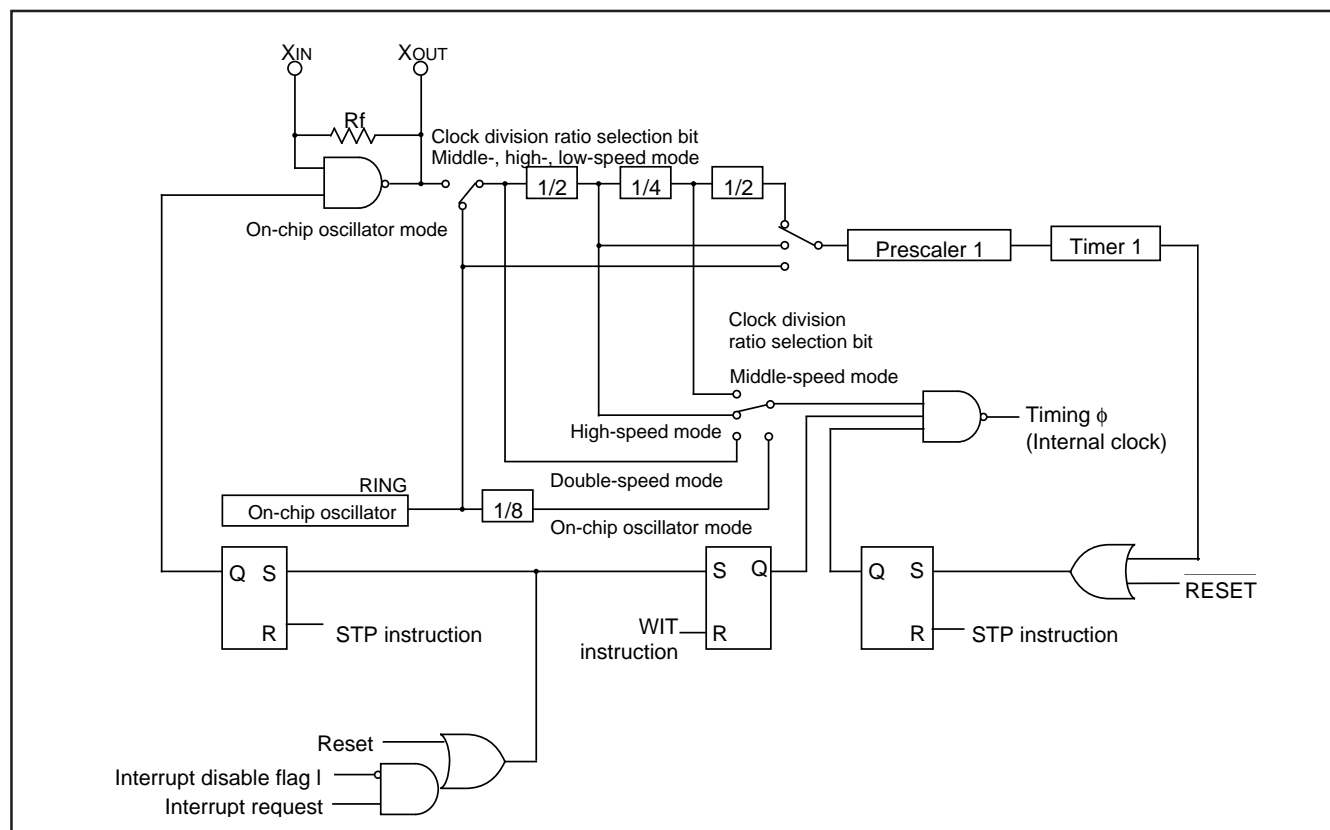 XIN
XOUT
Rf
Clock division ratio selection bit
Middle-, high-, low-speed mode
1/2
1/4
1/2
On-chip oscillator mode
Prescaler 1
Timer 1
Clock division
ratio selection bit
Middle-speed mode
High-speed mode
Timing ϕ
(Internal clock)
Double-speed mode
RING
On-chip oscillator
1/8
On-chip oscillator mode
Q S
R
STP instruction
S Q
R
WIT
instruction
Q S
R
STP instruction
RESET
Reset
Interrupt disable flag I
Interrupt request